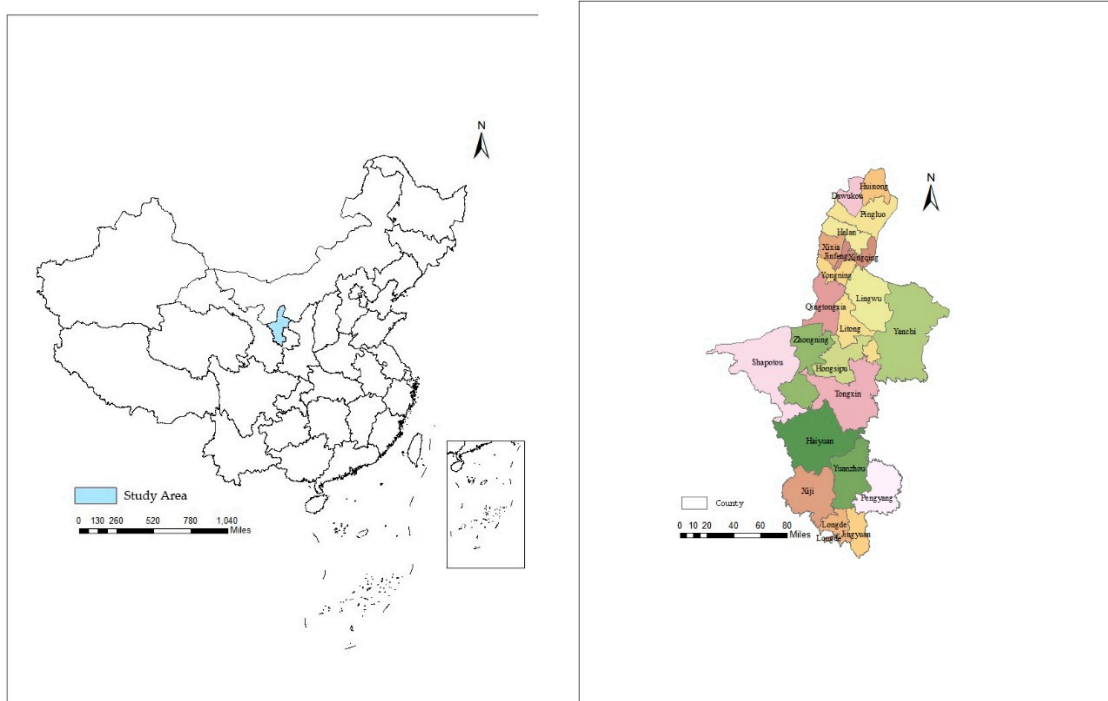 N
Study Area
0 130 260 520 780 1,040
Miles
N
Huinong
Dawukou
Pingluo
Helan
Xixia
Jinfeng
Xingqing
Yongning
Lingwu
Qingtongxia
Litong
Yanchi
Zhongning
Shapotou
Hongsipu
Tongxin
Haiyuan
Yuanzhou
Xiji
Pengyang
County
Longde
0 10 20 40 60 80
Miles
Longde
Jingyuan